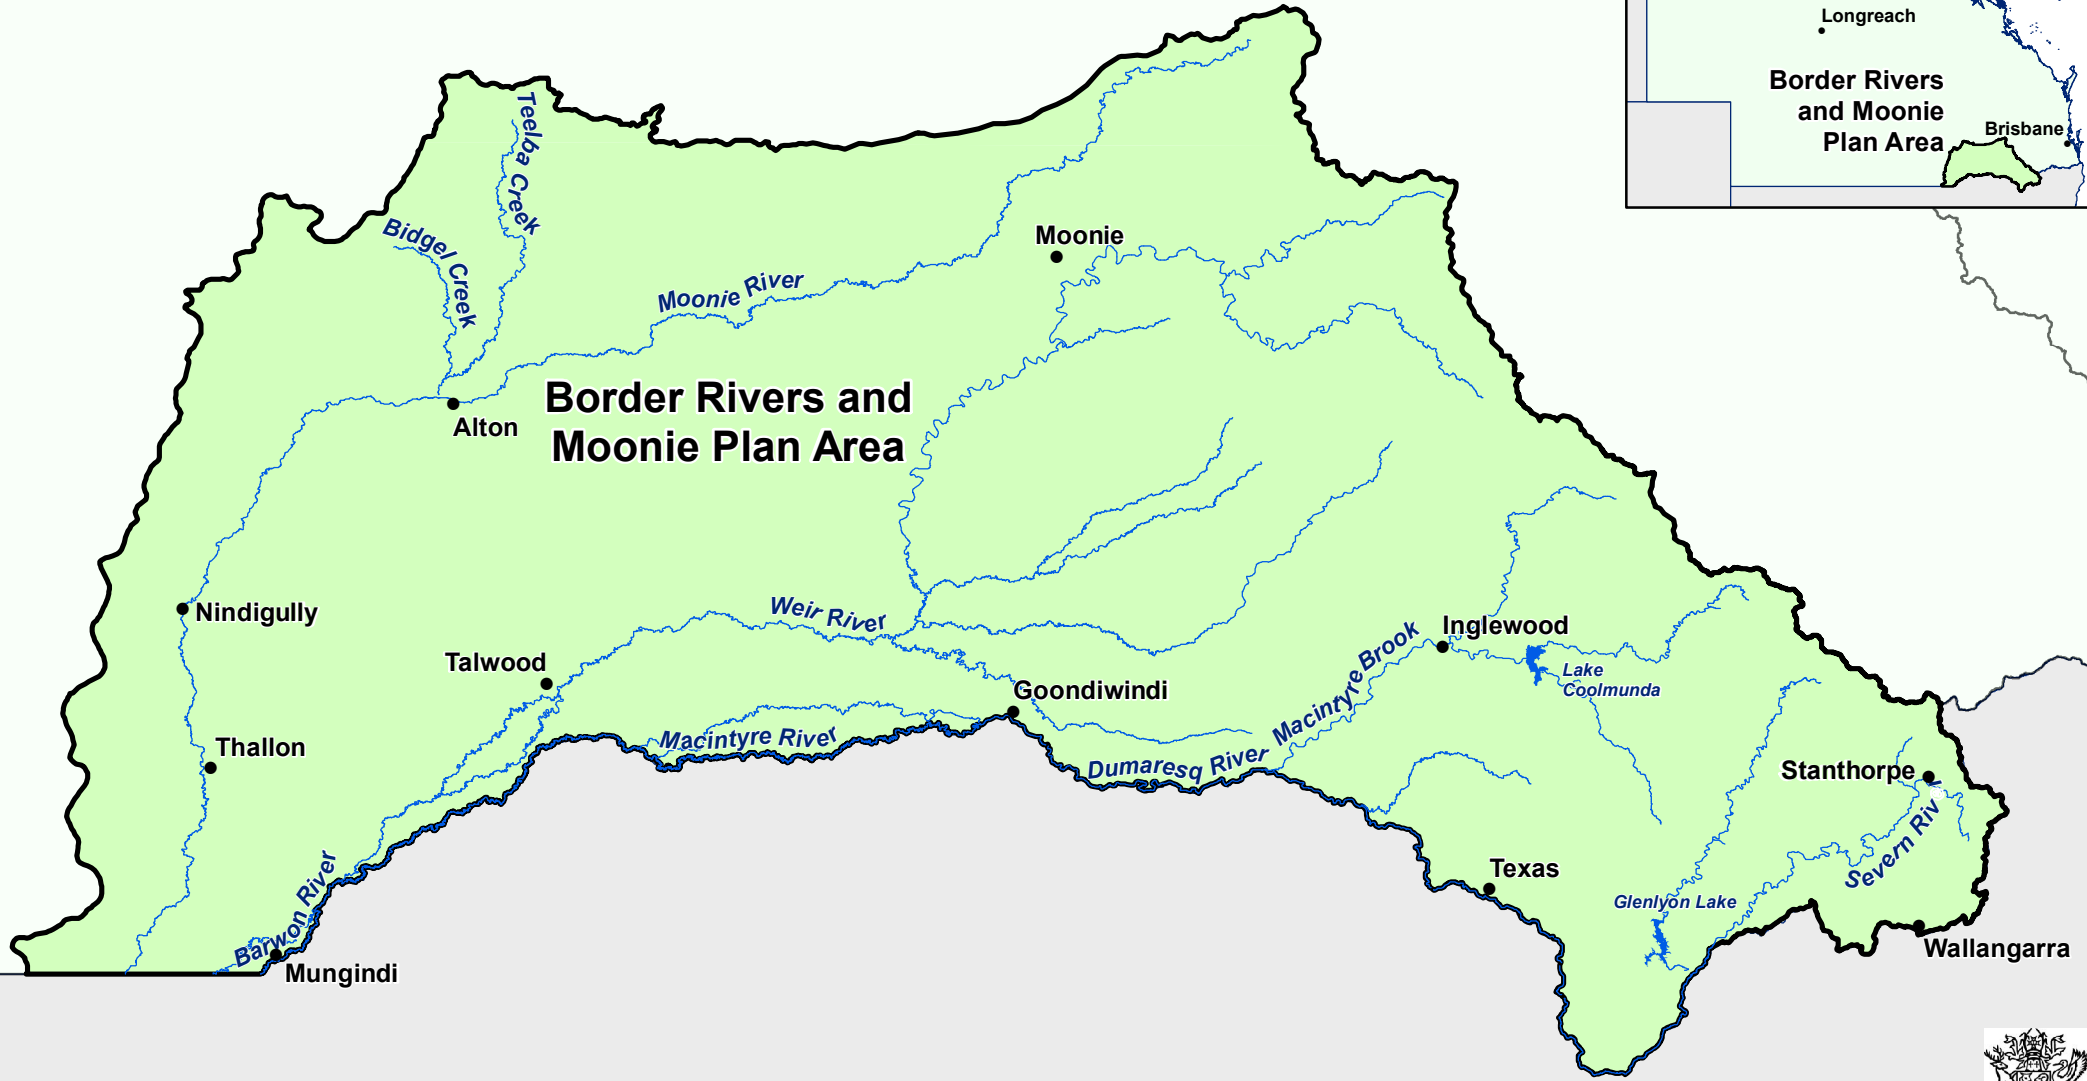 Longreach
Border Rivers
and Moonie
Plan Area
Brisbane
Teelba Creek
Bidgel Creek
Moonie
Moonie River
Border Rivers and
Moonie Plan Area
Alton
Nindigully
Weir River
Inglewood
Macintyre Brook
Talwood
Lake
Coolmunda
Goondiwindi
Macintyre River
Thallon
Dumaresq River
Stanthorpe
Severn Riv
Texas
Barwon River
Glenlyon Lake
Wallangarra
Mungindi